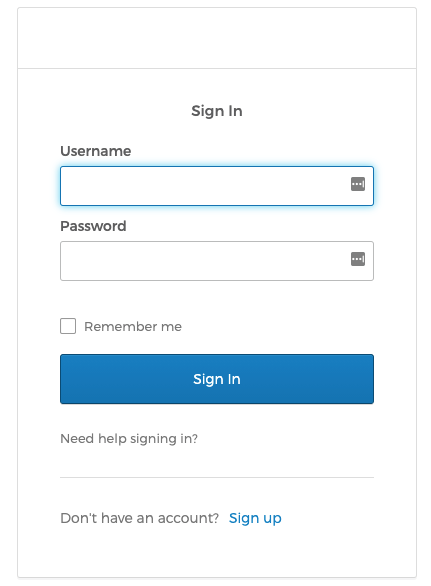 Sign In
Username
Password
Remember me
Sign In
Need help signing in?
Don't have an account? Sign up